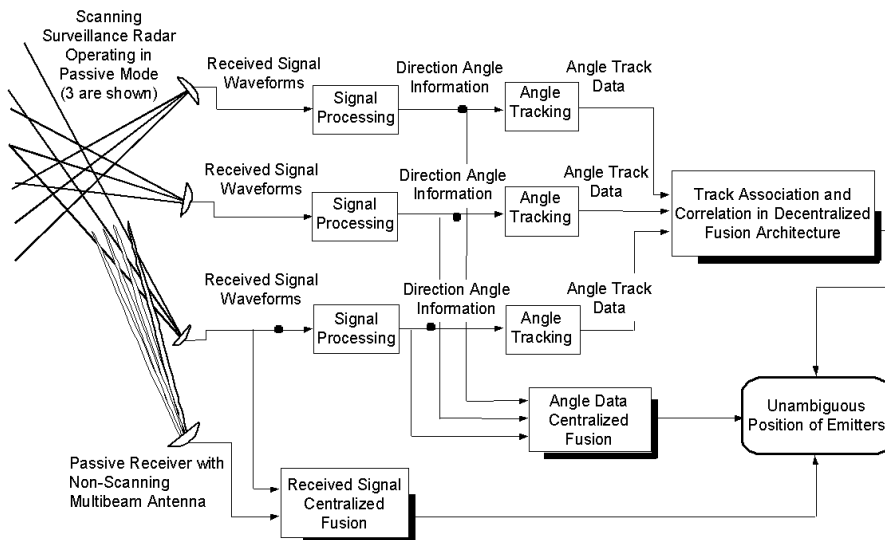 Scanning
Surveillance Radar
Operating in
Passive Mode
(3 are shown)
Received Signal
Waveforms
Signal
Processing
Direction Angle
Information
Angle
Tracking
Angle Track
Data
Received Signal
Waveforms
Signal
Processing
Direction Angle
Information
Angle
Tracking
Angle Track
Data
Track Association and
Correlation in Decentralized
Fusion Architecture
Received Signal
Waveforms
Signal
Processing
Direction Angle
Information
Angle
Tracking
Angle Track
Data
Angle Data
Centralized
Fusion
Unambiguous
Position of Emitters
Passive Receiver with
Non-Scanning
Multibeam Antenna
Received Signal
Centralized
Fusion